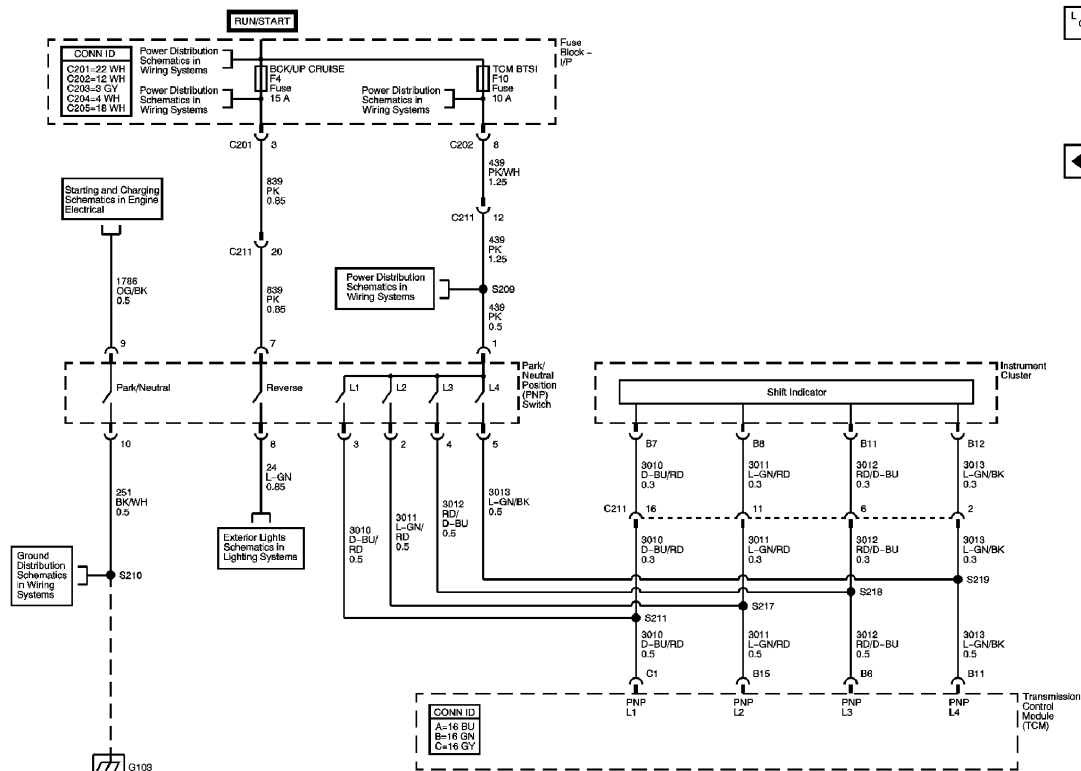 RUN/START
L
Fuse
Block –
I/P
CONN ID
C201=22 WH
C202=12 WH
C203=3 GY
C204=4 WH
C205=18 WH
Power Distribution
Schematics in
Wiring Systems
Power Distribution
Schematics in
Wiring Systems
BCK/UP CRUISE
F4
Fuse
15 A
Power Distribution
Schematics in
Wiring Systems
TCM BTSI
F10
Fuse
10 A
C201 3
C202 8
839
PK
0.85
439
PK/WH
1.25
Starting and Charging
Schematics in Engine
Electrical
C211 12
C211 20
439
PK
1.25
1786
OG/BK
0.5
839
PK
0.85
Power Distribution
Schematics in
Wiring Systems
S209
439
PK
0.5
9 7 1
Park/Neutral
Reverse
L1 L2 L3 L4
Park/
Neutral
Position
(PNP)
Switch
Instrument
Cluster
Shift Indicator
10 8 3 2 4 5
B7 B8 B11 B12
251
BK/WH
0.5
24
L–GN
0.85
3010
D–BU/
RD
0.5
3011
L–GN/
RD
0.5
3012
RD/
D–BU
0.5
3013
L–GN/BK
0.5
3010
D–BU/RD
0.3
3011
L–GN/RD
0.3
3012
RD/D–BU
0.3
3013
L–GN/BK
0.3
C211 16 11 6 2
3010
D–BU/RD
0.3
3011
L–GN/RD
0.3
3012
RD/D–BU
0.3
3013
L–GN/BK
0.3
Exterior Lights
Schematics in
Lighting Systems
Ground
Distribution
Schematics
in Wiring
Systems
S210
S219
S218
S217
S211
3010
D–BU/RD
0.5
3011
L–GN/RD
0.5
3012
RD/D–BU
0.5
3013
L–GN/BK
0.5
C1 B15 B6 B11
PNP
L1
PNP
L2
PNP
L3
PNP
L4
Transmission
Control
Module
(TCM)
CONN ID
A=16 BU
B=16 GN
C=16 GY
G103